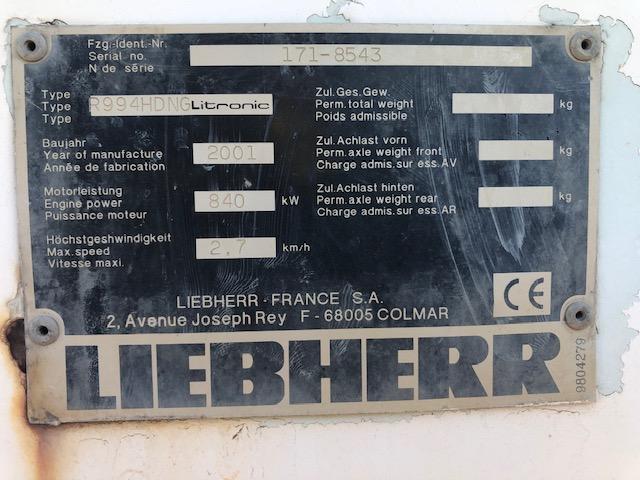 Fzg.-Ident.-Nr.
Serial no. 171-8543
N de série
Type
Type R994HDNG Litronic
Type
Baujahr
Year of manufacture 2001
Année de fabrication
Motorleistung
Engine power 840 kW
Puissance moteur
Höchstgeshwindigkeit
Max.speed 2,7 km/h
Vitesse maxi.
Zul.Ges.Gew.
Perm.total weight kg
Poids admissible
Zul.Achlast vorn
Perm.axle weight front kg
Charge admis.sur ess.AV
Zul.Achlast hinten
Perm.axle weight rear kg
Charge admis.sur ess.AR
LIEBHERR - FRANCE S.A.
2, Avenue Joseph Rey F - 68005 COLMAR
CE
LIEBHERR
9804279